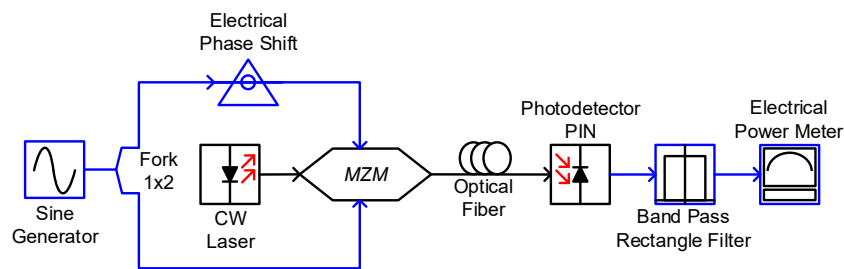 Electrical
Phase Shift
Photodetector
PIN
Electrical
Power Meter
Fork
1x2
MZM
Sine
Generator
CW
Laser
Optical
Fiber
Band Pass
Rectangle Filter